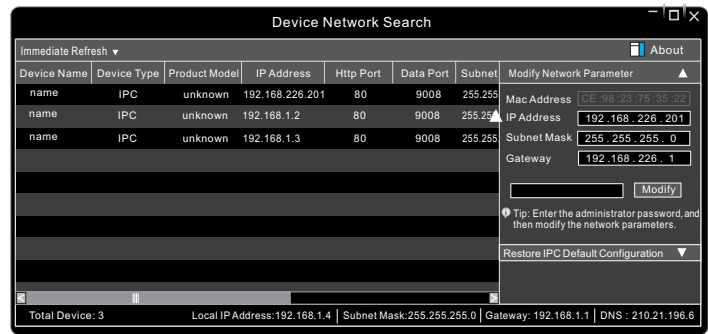 Device Network Search
Immediate Refresh ▼ About
Device Name Device Type Product Model IP Address Http Port Data Port Subnet
name IPC unknown 192.168.226.201 80 9008 255.255
name IPC unknown 192.168.1.2 80 9008 255.255
name IPC unknown 192.168.1.3 80 9008 255.255.
Modify Network Parameter
Mac Address CE :98 :23 :75 :35 :22
IP Address 192 .168 . 226 . 201
Subnet Mask 255 . 255 . 255 . 0
Gateway 192 .168 . 226 . 1
Modify
Tip: Enter the administrator password, and
then modify the network parameters.
Restore IPC Default Configuration
Total Device: 3 Local IP Address:192.168.1.4 Subnet Mask:255.255.255.0 Gateway: 192.168.1.1 DNS : 210.21.196.6